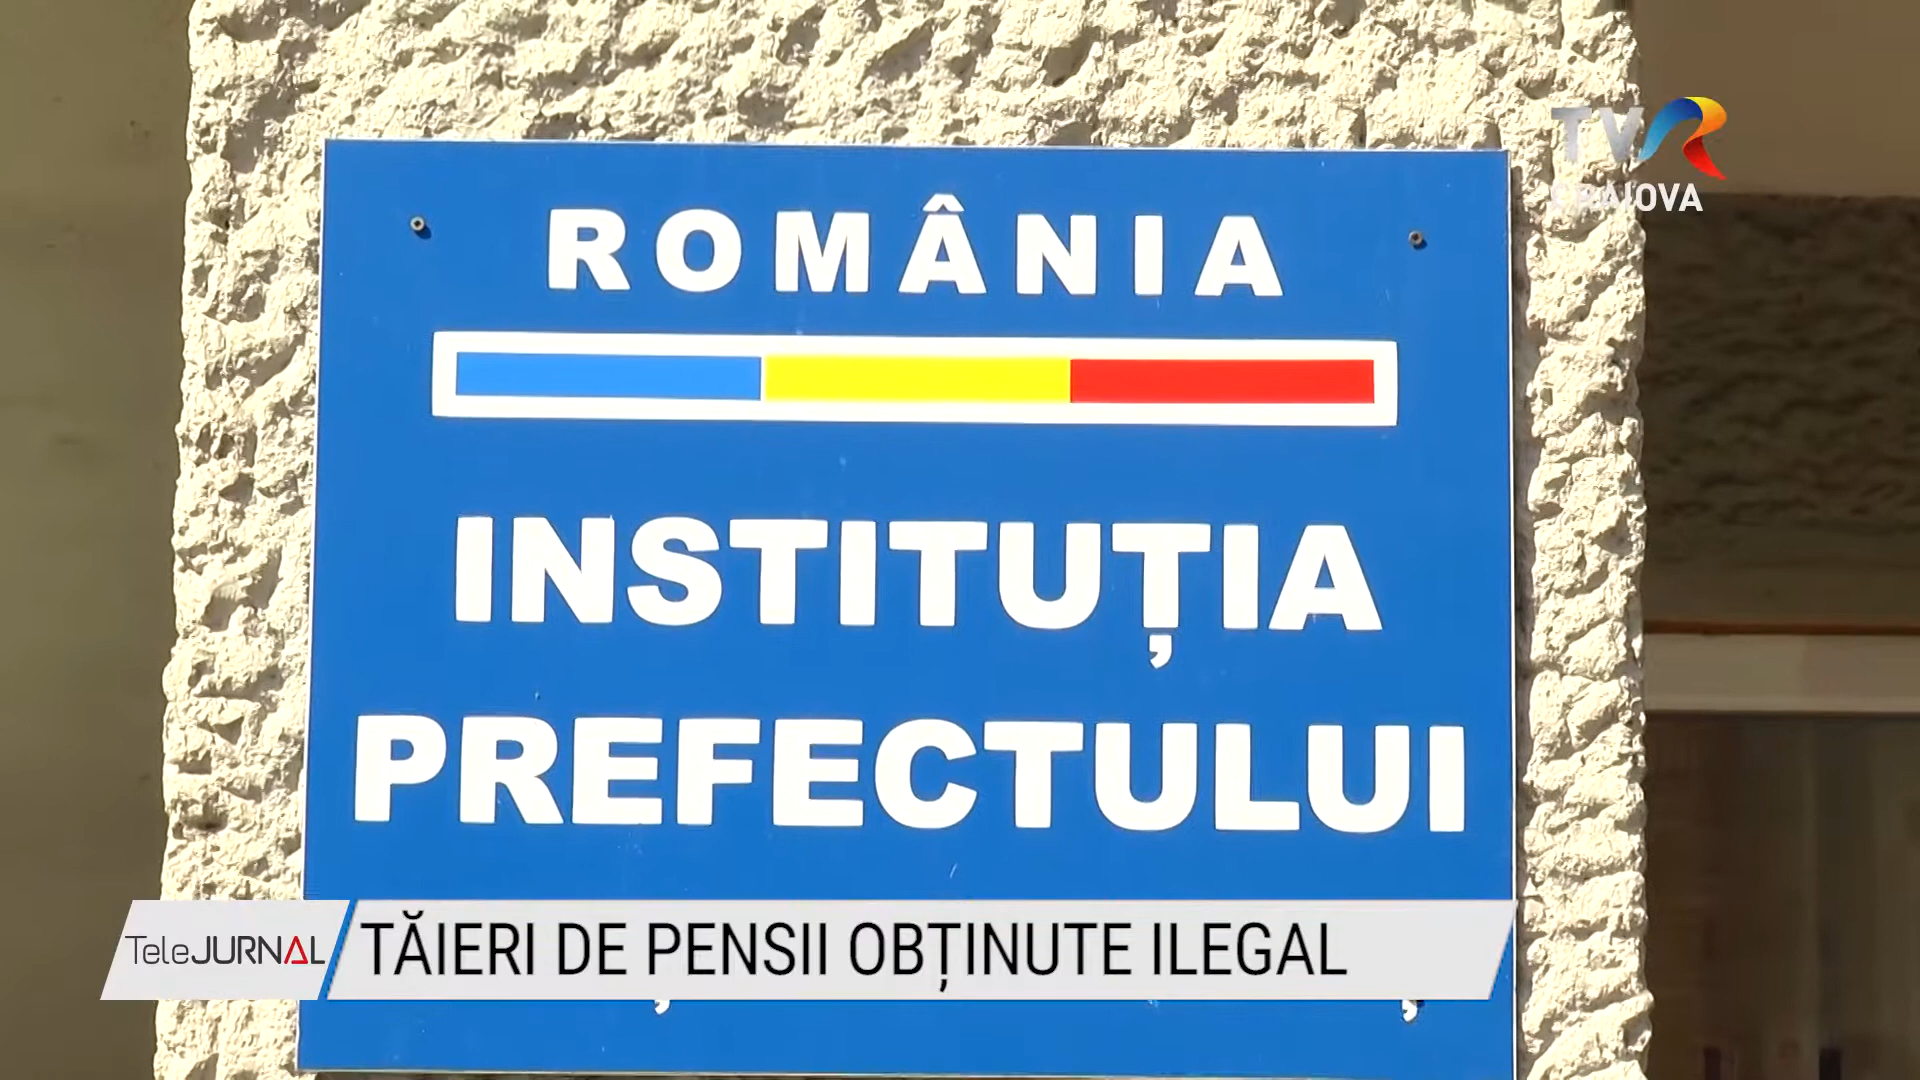 TVR
CRAIOVA
ROMÂNIA
INSTITUȚIA
PREFECTULUI
TeleJURNAL
TĂIERI DE PENSII OBȚINUTE ILEGAL